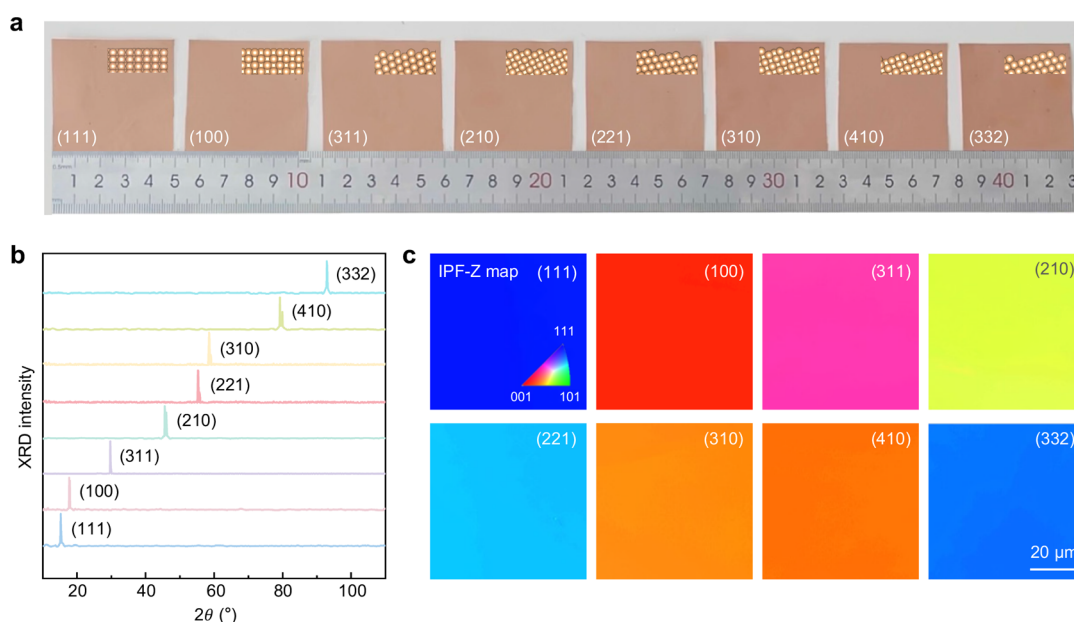 a
(111) (100) (311) (210) (221) (310) (410) (332)
1 2 3 4 5 6 7 8 9 10 1 2 3 4 5 6 7 8 9 20 1 2 3 4 5 6 7 8 9 30 1 2 3 4 5 6 7 8 9 40 1 2 3
b
(332)
(410)
(310)
(221)
(210)
(311)
(100)
(111)
XRD intensity
20 40 60 80 100
2θ (°)
c
IPF-Z map (111) (100) (311) (210)
111
001 101
(221) (310) (410) (332)
20 μm